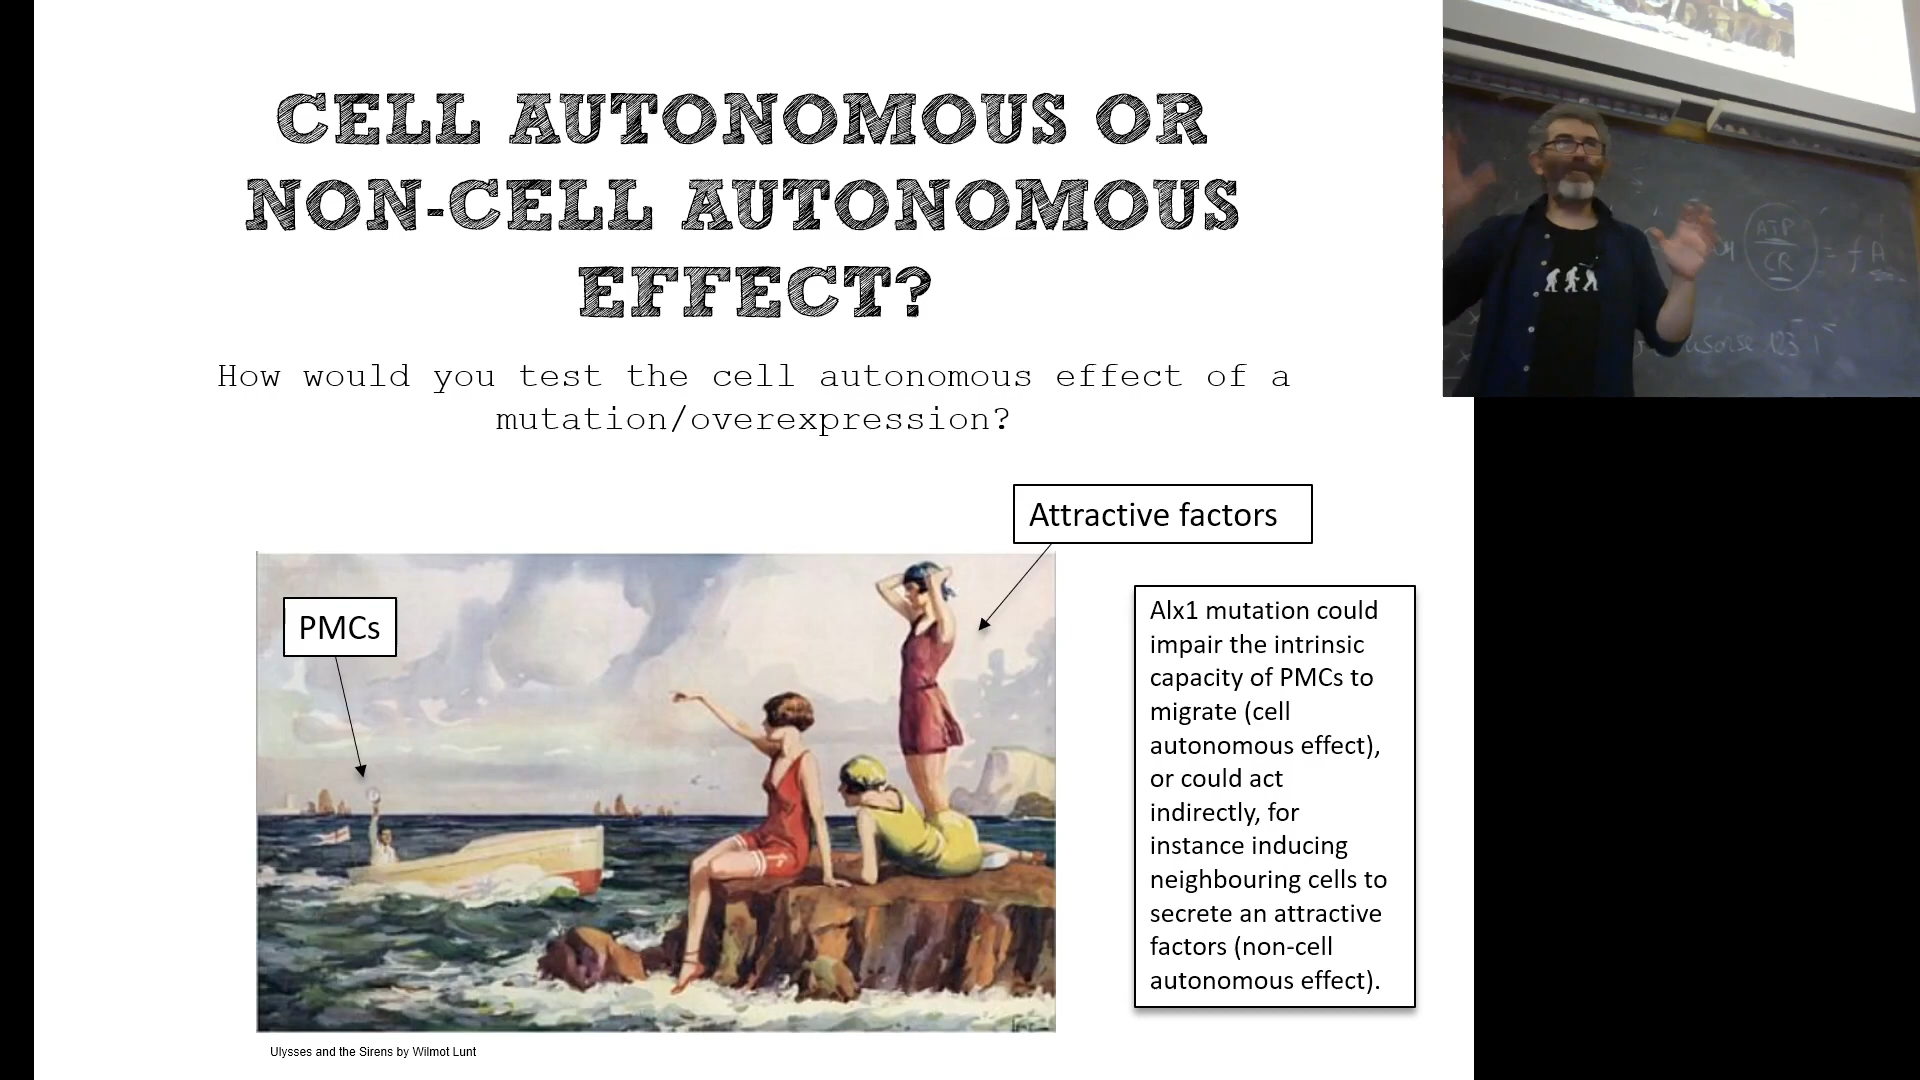 CELL AUTONOMOUS OR
NON-CELL AUTONOMOUS
EFFECT?
How would you test the cell autonomous effect of a
mutation/overexpression?
Attractive factors
PMCs
Alx1 mutation could
impair the intrinsic
capacity of PMCs to
migrate (cell
autonomous effect),
or could act
indirectly, for
instance inducing
neighbouring cells to
secrete an attractive
factors (non-cell
autonomous effect).
Ulysses and the Sirens by Wilmot Lunt
ATP
CR
= f A